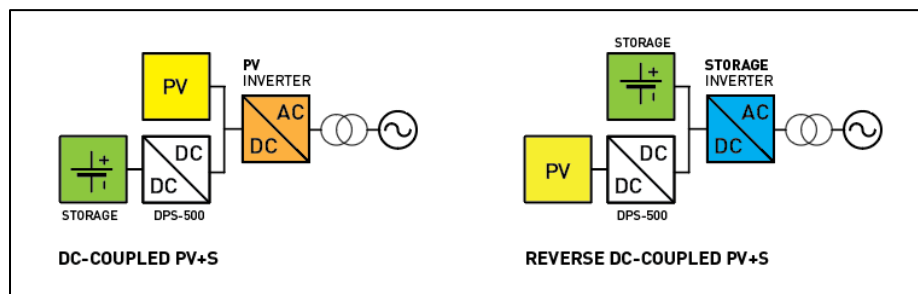 PV
PV
INVERTER
AC
DC
DC
DC
+
-
STORAGE
DPS-500
DC-COUPLED PV+S
STORAGE
+
-
STORAGE
INVERTER
AC
DC
PV
DC
DC
DPS-500
REVERSE DC-COUPLED PV+S